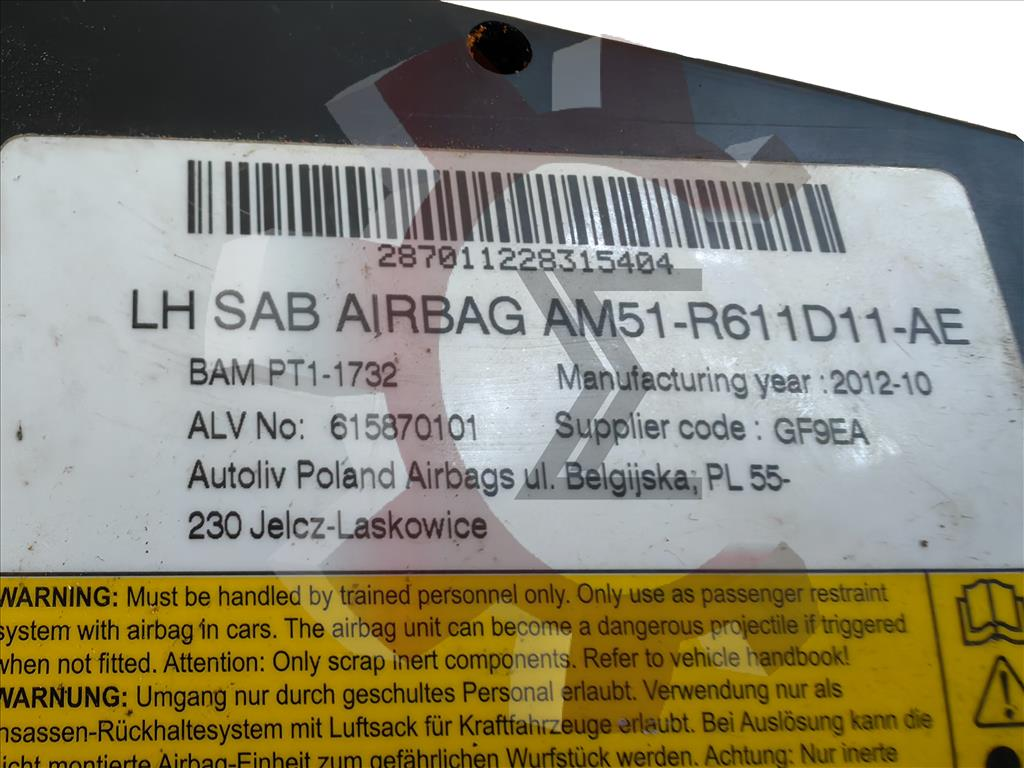 287011228315404
LH SAB AIRBAG AM51-R611D11-AE
BAM PT1-1732 Manufacturing year : 2012-10
ALV No: 615870101 Supplier code : GF9EA
Autoliv Poland Airbags ul. Belgijska; PL 55-
230 Jelcz-Laskowice
WARNING: Must be handled by trained personnel only. Only use as passenger restraint
system with airbag in cars. The airbag unit can become a dangerous projectile if triggered
when not fitted. Attention: Only scrap inert components. Refer to vehicle handbook!
WARNUNG: Umgang nur durch geschultes Personal erlaubt. Verwendung nur als
nsassen-Rückhaltesystem mit Luftsack für Kraftfahrzeuge erlaubt. Bei Auslösung kann die
icht montierte Airbag-Einheit zum gefährlichen Wurfstück werden. Achtung: Nur inerte